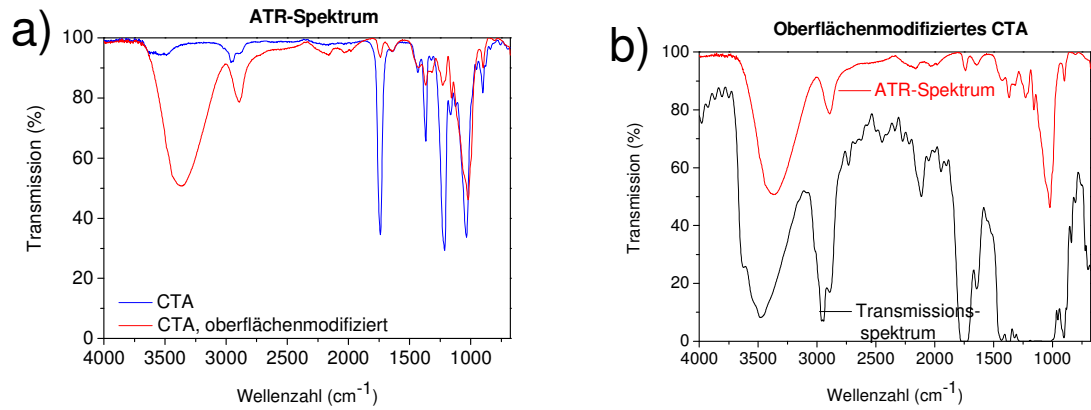 a)
ATR-Spektrum
100
80
60
40
20
0
Transmission (%)
CTA
CTA, oberflächenmodifiziert
4000 3500 3000 2500 2000 1500 1000
Wellenzahl (cm⁻¹)
b)
Oberflächenmodifiziertes CTA
100
80
60
40
20
0
Transmission (%)
ATR-Spektrum
Transmissions-
spektrum
4000 3500 3000 2500 2000 1500 1000
Wellenzahl (cm⁻¹)